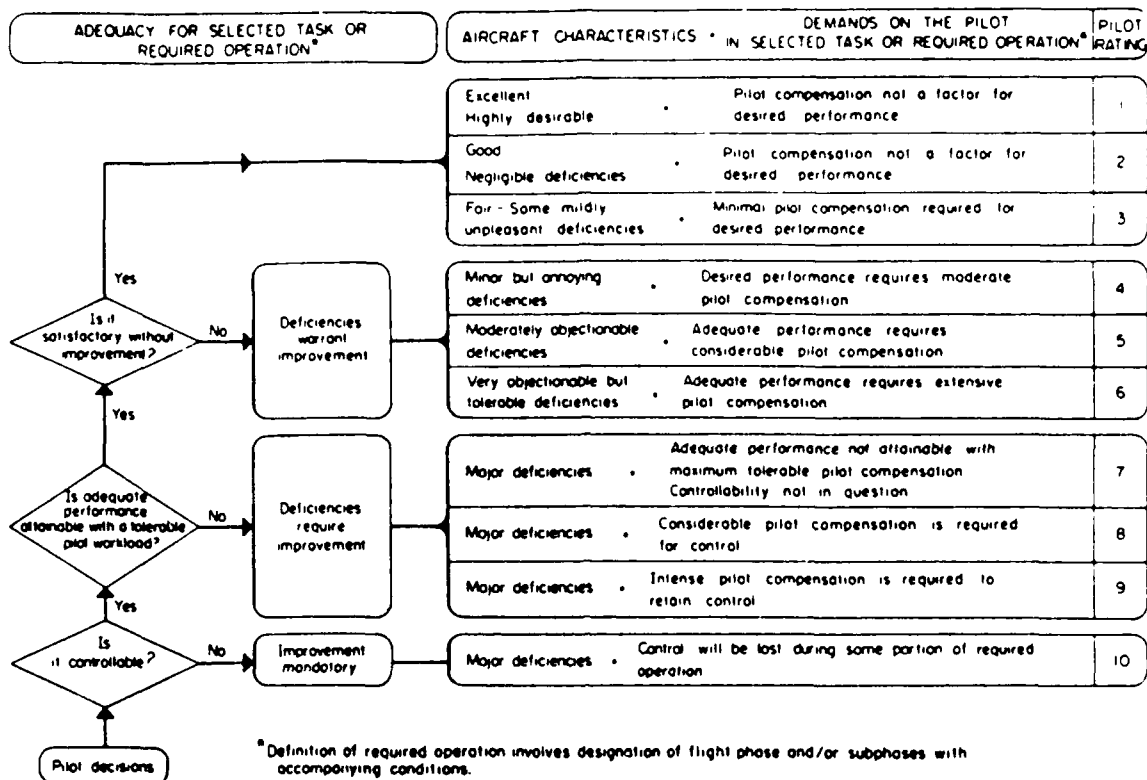 ADEQUACY FOR SELECTED TASK OR
REQUIRED OPERATION*
AIRCRAFT CHARACTERISTICS •
DEMANDS ON THE PILOT
IN SELECTED TASK OR REQUIRED OPERATION*
PILOT
RATING
Excellent
Highly desirable
• Pilot compensation not a factor for
desired performance
1
Good
Negligible deficiencies
• Pilot compensation not a factor for
desired performance
2
Fair - Some mildly
unpleasant deficiencies
• Minimal pilot compensation required for
desired performance
3
Yes
Is it
satisfactory without
improvement?
No
Deficiencies
warrant
improvement
Minor but annoying
deficiencies
• Desired performance requires moderate
pilot compensation
4
Moderately objectionable
deficiencies
• Adequate performance requires
considerable pilot compensation
5
Very objectionable but
tolerable deficiencies
• Adequate performance requires extensive
pilot compensation
6
Yes
Is adequate
performance
attainable with a tolerable
pilot workload?
No
Deficiencies
require
improvement
Major deficiencies •
Adequate performance not attainable with
maximum tolerable pilot compensation
Controllability not in question
7
Major deficiencies •
Considerable pilot compensation is required
for control
8
Major deficiencies •
Intense pilot compensation is required to
retain control
9
Yes
Is
it controllable?
No
Improvement
mandatory
Major deficiencies •
Control will be lost during some portion of required
operation
10
Pilot decisions
*Definition of required operation involves designation of flight phase and/or subphases with
accompanying conditions.